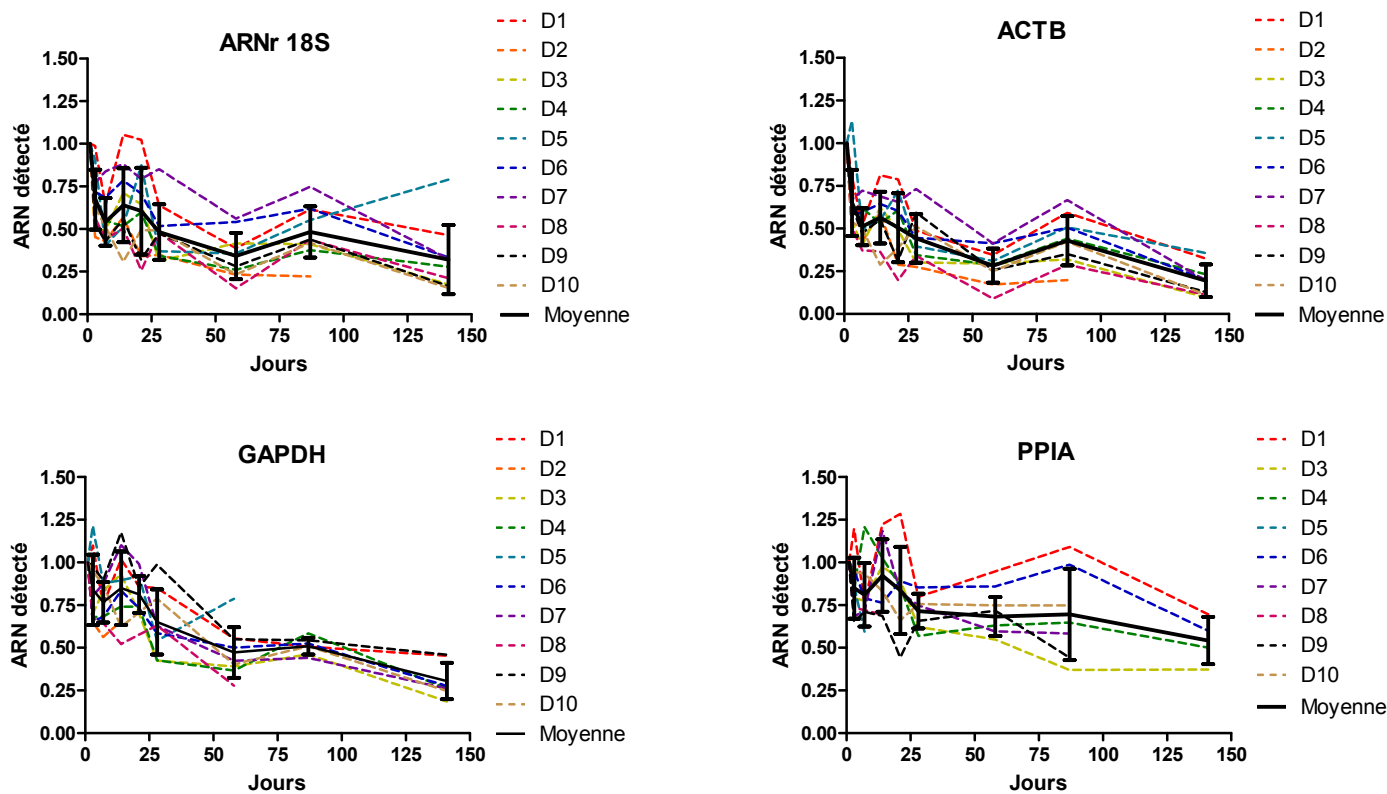 ARNr 18S
ARN détecté
1.50
1.25
1.00
0.75
0.50
0.25
0.00
0
25
50
75
100
125
150
Jours
D1
D2
D3
D4
D5
D6
D7
D8
D9
D10
Moyenne
ACTB
ARN détecté
1.50
1.25
1.00
0.75
0.50
0.25
0.00
0
25
50
75
100
125
150
Jours
D1
D2
D3
D4
D5
D6
D7
D8
D9
D10
Moyenne
GAPDH
ARN détecté
1.50
1.25
1.00
0.75
0.50
0.25
0.00
0
25
50
75
100
125
150
Jours
D1
D2
D3
D4
D5
D6
D7
D8
D9
D10
Moyenne
PPIA
ARN détecté
1.50
1.25
1.00
0.75
0.50
0.25
0.00
0
25
50
75
100
125
150
Jours
D1
D3
D4
D5
D6
D7
D8
D9
D10
Moyenne